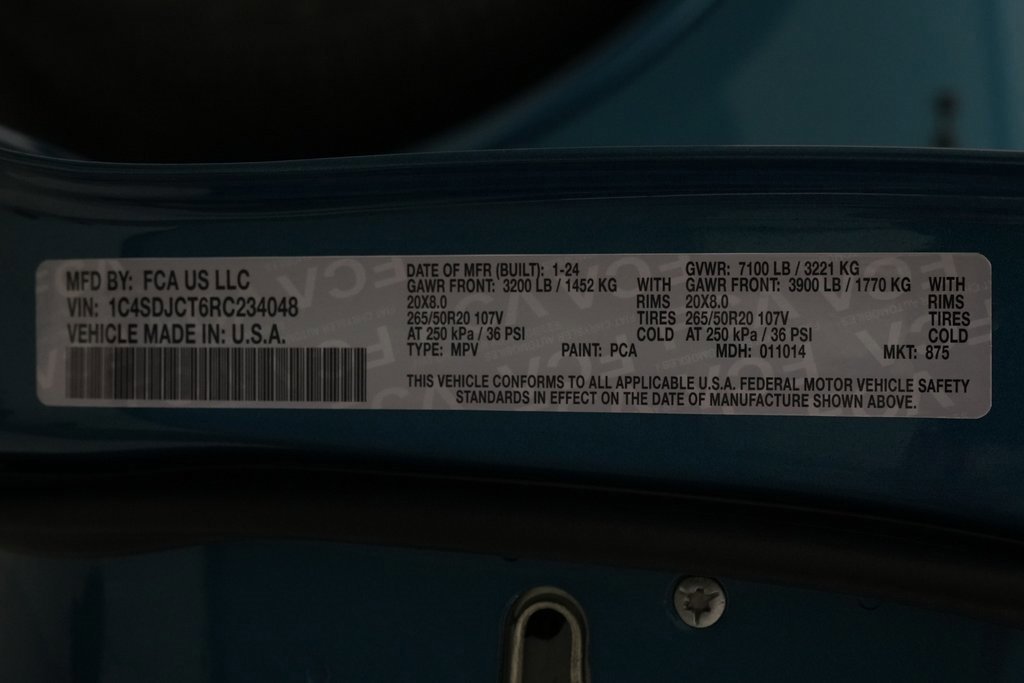 MFD BY: FCA US LLC
VIN: 1C4SDJCT6RC234048
VEHICLE MADE IN: U.S.A.
DATE OF MFR (BUILT): 1-24
GAWR FRONT: 3200 LB / 1452 KG WITH
20X8.0 RIMS
265/50R20 107V TIRES
AT 250 kPa / 36 PSI COLD
GVWR: 7100 LB / 3221 KG
GAWR FRONT: 3900 LB / 1770 KG WITH
20X8.0 RIMS
265/50R20 107V TIRES
AT 250 kPa / 36 PSI COLD
TYPE: MPV PAINT: PCA MDH: 011014 MKT: 875
THIS VEHICLE CONFORMS TO ALL APPLICABLE U.S.A. FEDERAL MOTOR VEHICLE SAFETY
STANDARDS IN EFFECT ON THE DATE OF MANUFACTURE SHOWN ABOVE.